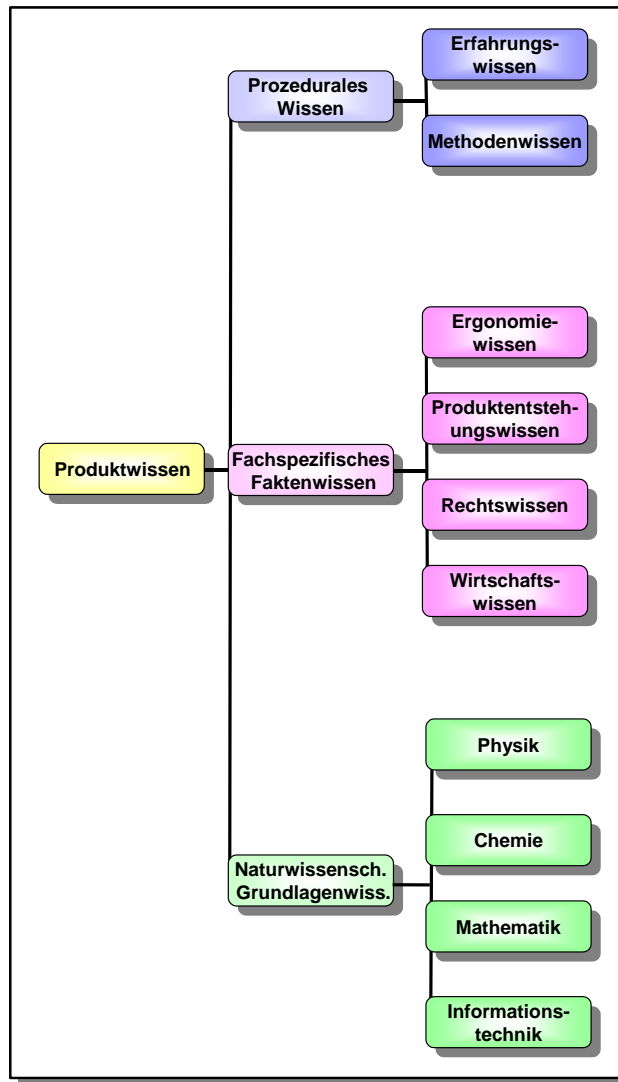 Erfahrungs-
wissen
Prozedurales
Wissen
Methodenwissen
Ergonomie-
wissen
Produktentsteh-
ungswissen
Produktwissen
Fachspezifisches
Faktenwissen
Rechtswissen
Wirtschafts-
wissen
Physik
Chemie
Naturwissensch.
Grundlagenwiss.
Mathematik
Informations-
technik